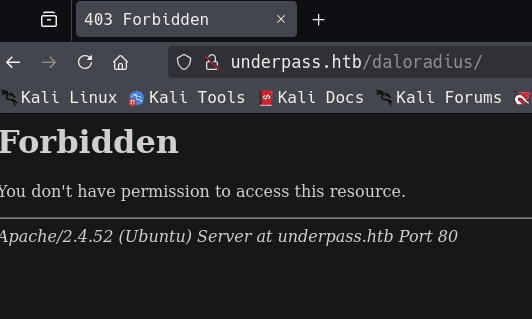 403 Forbidden
underpass.htb/daloradius/
Kali Linux Kali Tools Kali Docs Kali Forums
Forbidden
You don't have permission to access this resource.
Apache/2.4.52 (Ubuntu) Server at underpass.htb Port 80